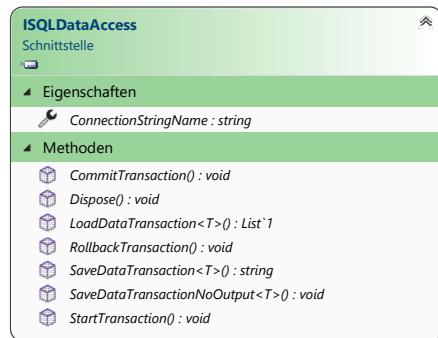 ISQLDataAccess
Schnittstelle
Eigenschaften
ConnectionStringName : string
Methoden
CommitTransaction() : void
Dispose() : void
LoadDataTransaction<T>() : List`1
RollbackTransaction() : void
SaveDataTransaction<T>() : string
SaveDataTransactionNoOutput<T>() : void
StartTransaction() : void